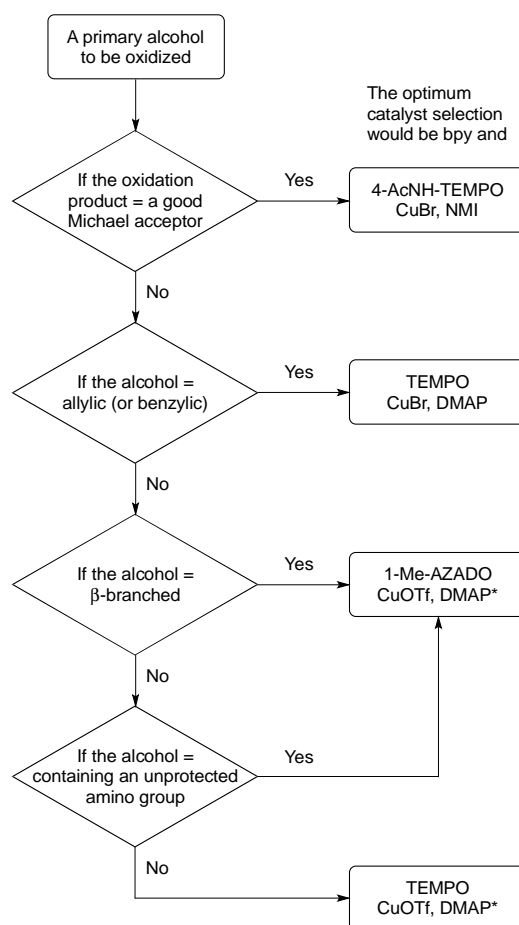 A primary alcohol
to be oxidized
The optimum
catalyst selection
would be bpy and
If the oxidation
product = a good
Michael acceptor
Yes
4-AcNH-TEMPO
CuBr, NMI
No
If the alcohol =
allylic (or benzylic)
Yes
TEMPO
CuBr, DMAP
No
If the alcohol =
β-branched
Yes
1-Me-AZADO
CuOTf, DMAP*
No
If the alcohol =
containing an unprotected
amino group
Yes
No
TEMPO
CuOTf, DMAP*